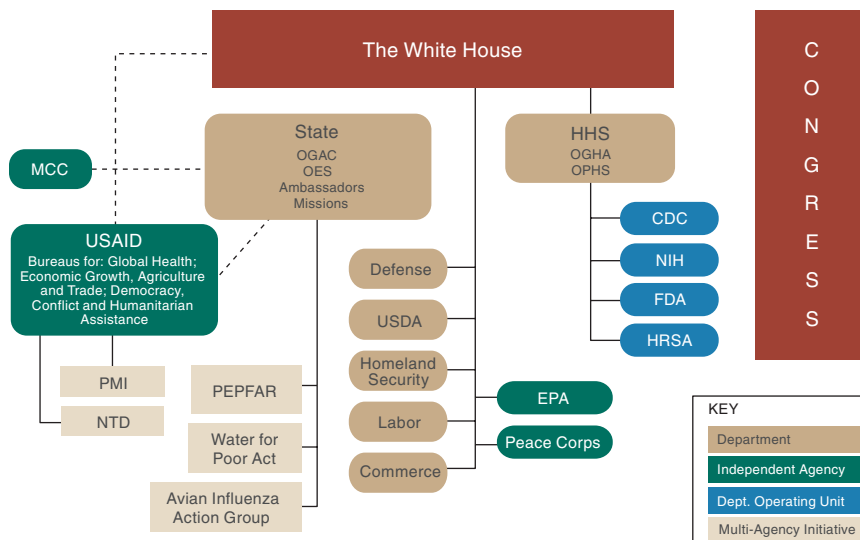 The White House
C
O
N
G
R
E
S
S
State
OGAC
OES
Ambassadors
Missions
HHS
OGHA
OPHS
MCC
USAID
Bureaus for: Global Health;
Economic Growth, Agriculture
and Trade; Democracy,
Conflict and Humanitarian
Assistance
CDC
NIH
FDA
HRSA
Defense
USDA
Homeland
Security
Labor
Commerce
EPA
Peace Corps
PMI
NTD
PEPFAR
Water for
Poor Act
Avian Influenza
Action Group
KEY
Department
Independent Agency
Dept. Operating Unit
Multi-Agency Initiative